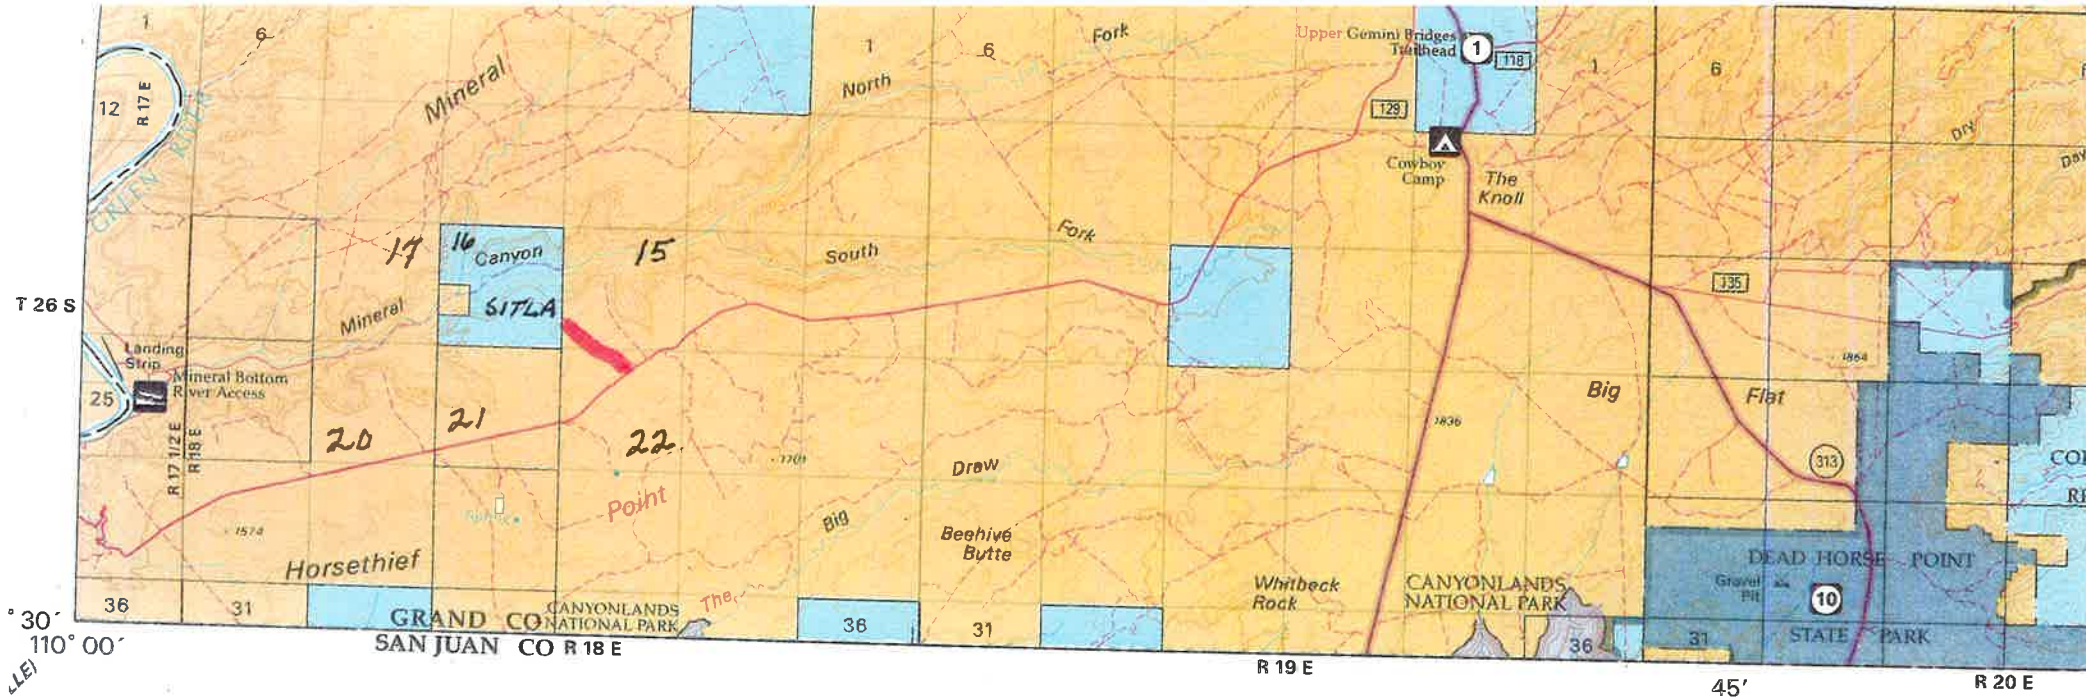 1
6
Mineral
1
6
Fork
North
Upper Gemini Bridges
Trailhead
1
118
1
6
12
R 17 E
GREEN RIVER
129
Cowboy
Camp
The
Knoll
Dry
17
16
Canyon
15
South
Fork
SITLA
135
T 26 S
Mineral
Landing
Strip
Mineral Bottom
River Access
25
1864
Big
Flat
20
21
22
1836
R 17 1/2 E
R 18 E
1701
Draw
313
Point
Big
1574
Beehive
Butte
Horsethief
Whitbeck
Rock
CANYONLANDS
NATIONAL PARK
DEAD HORSE POINT
Gravel
Pit
10
STATE PARK
36
31
GRAND CO
CANYONLANDS
NATIONAL PARK
The
36
31
36
31
30′
110° 00′
SAN JUAN CO
R 18 E
R 19 E
45′
R 20 E